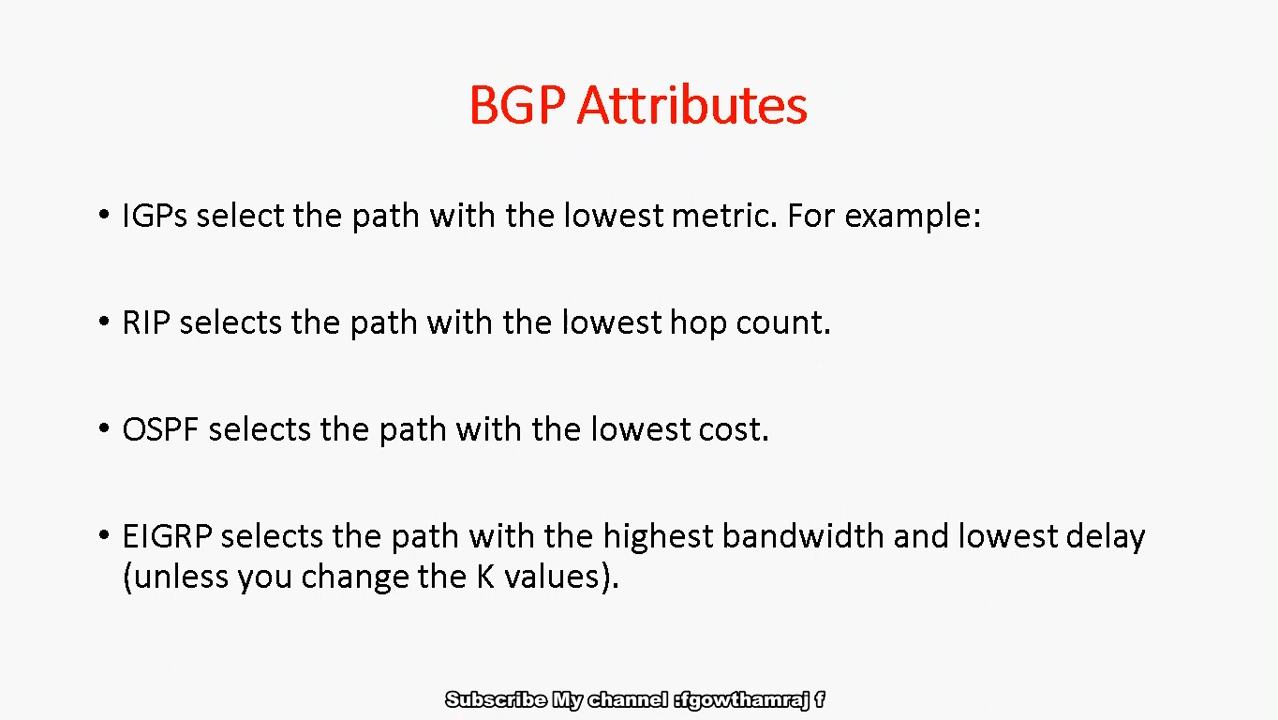 BGP Attributes
• IGPs select the path with the lowest metric. For example:
• RIP selects the path with the lowest hop count.
• OSPF selects the path with the lowest cost.
• EIGRP selects the path with the highest bandwidth and lowest delay
(unless you change the K values).
Subscribe My channel :fgowthamraj f